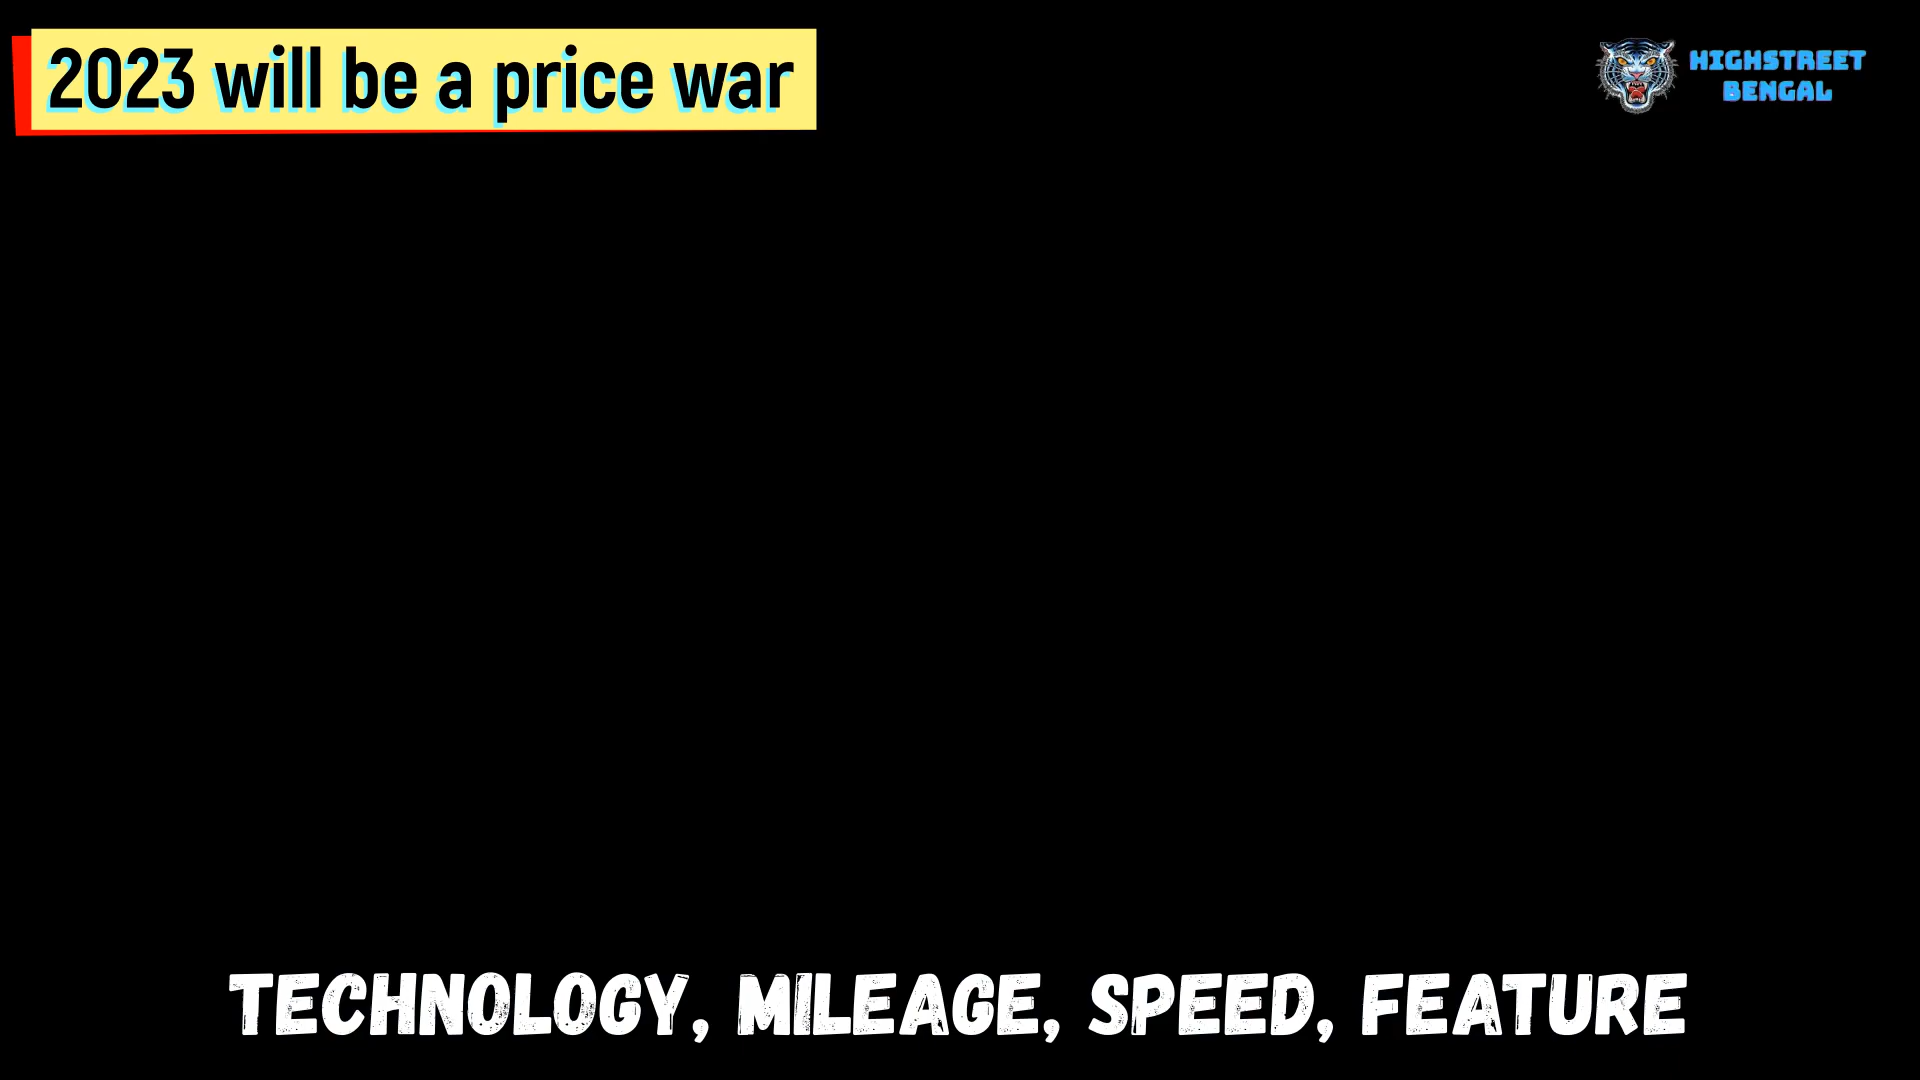 2023 will be a price war
HIGHSTREET
BENGAL
TECHNOLOGY, MILEAGE, SPEED, FEATURE